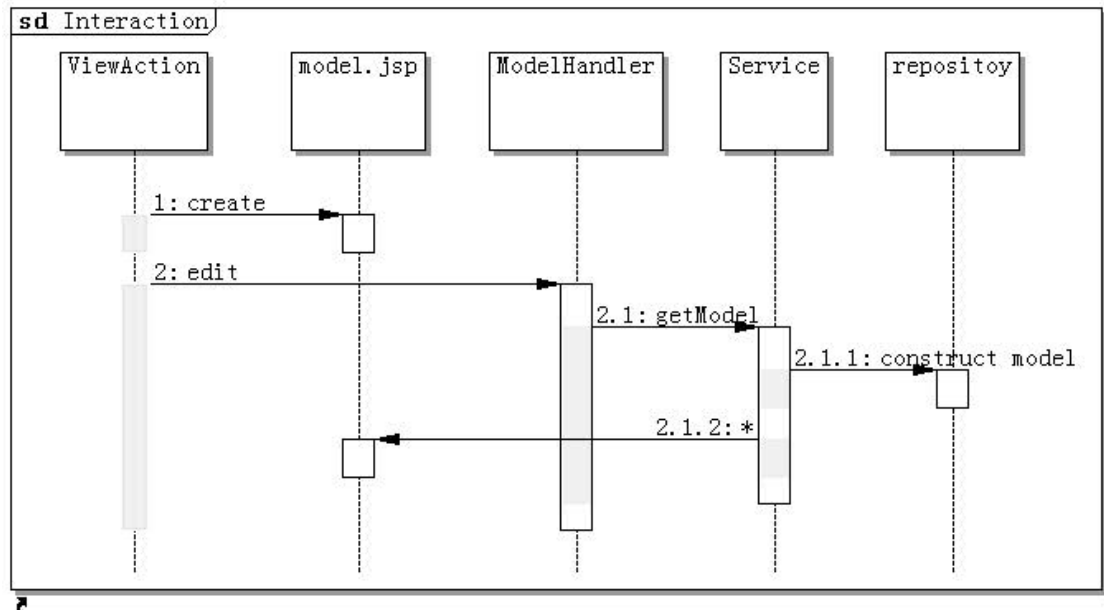 sd Interaction
ViewAction
model.jsp
ModelHandler
Service
repositoy
1: create
2: edit
2.1: getModel
2.1.1: construct model
2.1.2: *